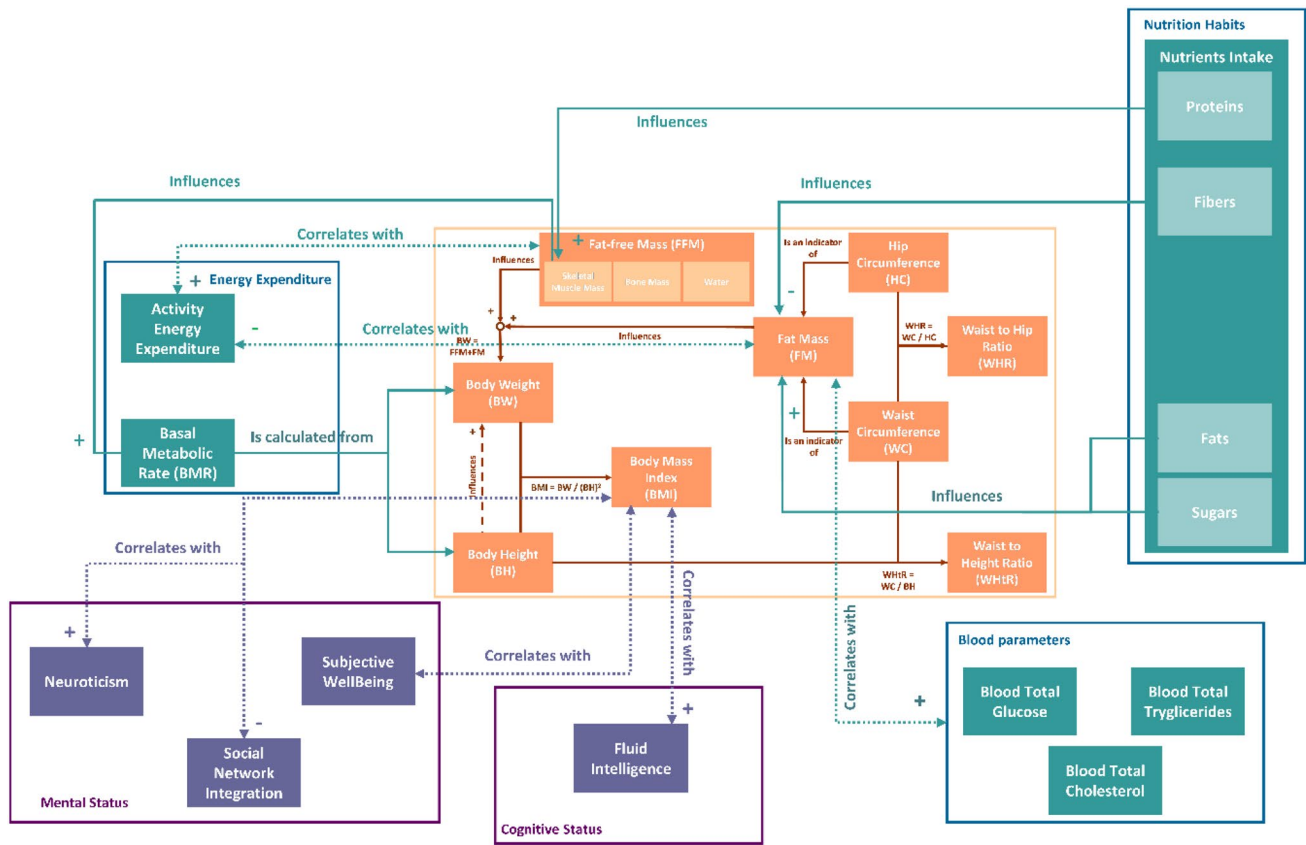 Nutrition Habits
Nutrients Intake
Proteins
Influences
Influences
Influences
Fibers
Correlates with
+
Fat-free Mass (FFM)
Is an indicator
of
Hip
Circumference
(HC)
Influences
Skeletal
Muscle Mass
Bone Mass
Water
+
Energy Expenditure
-
Activity
Energy
Expenditure
-
Correlates with
+
+
Influences
Fat Mass
(FM)
WHR =
WC / HC
Waist to Hip
Ratio
(WHR)
BW =
FFM+FM
Body Weight
(BW)
+
Is an indicator
of
Waist
Circumference
(WC)
Fats
+
Basal
Metabolic
Rate (BMR)
Is calculated from
+
Influences
Body Mass
Index
(BMI)
BMI = BW / (BH)²
Influences
Sugars
Correlates with
Body Height
(BH)
Waist to
Height Ratio
(WHtR)
WHtR =
WC / BH
Correlates with
Correlates with
+
Neuroticism
Subjective
WellBeing
Correlates with
-
Social
Network
Integration
Mental Status
+
Fluid
Intelligence
Cognitive Status
Blood parameters
+
Blood Total
Glucose
Blood Total
Tryglicerides
Blood Total
Cholesterol